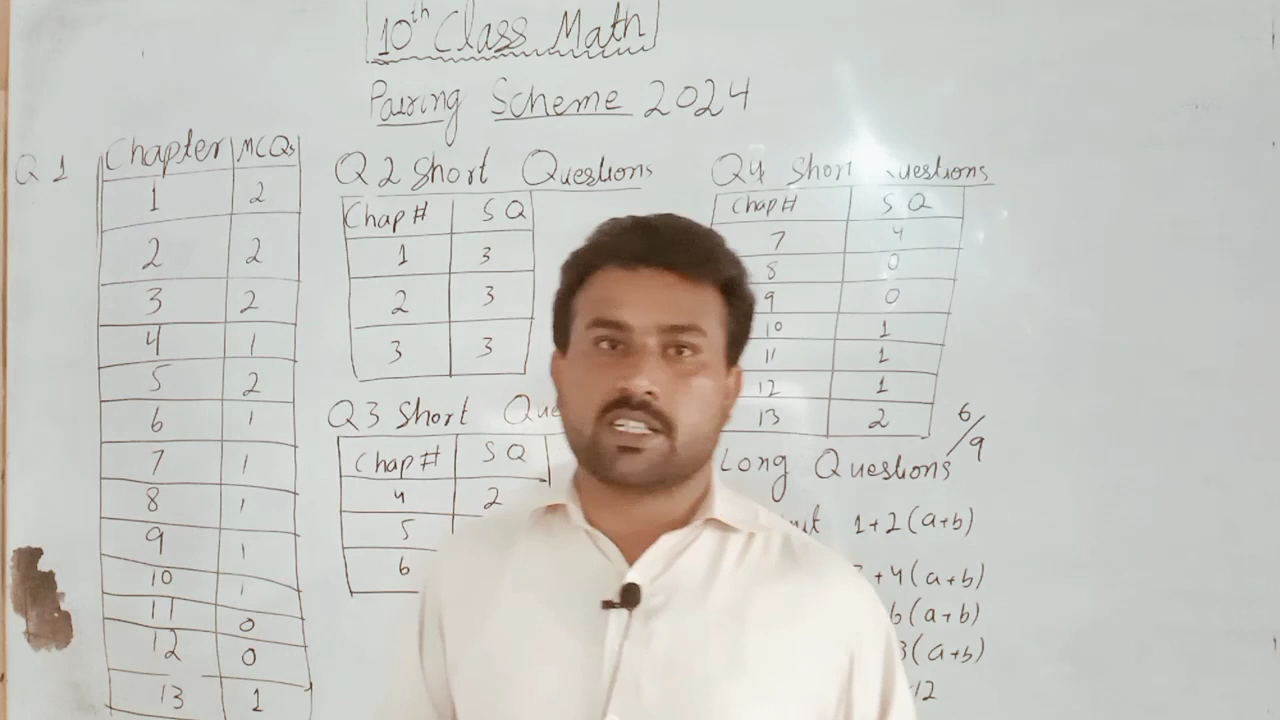 10th Class Math
Pairing Scheme 2024
Q 1
Chapter MCQs
1 2
2 2
3 2
4 1
5 2
6 1
7 1
8 1
9 1
10 1
11 0
12 0
13 1
Q2 Short Questions
Chap# S Q
1 3
2 3
3 3
Q3 Short
Chap# S Q
4 2
5
6
Q4 Short
Chap# S Q
7 4
8 0
9 0
10 1
11 1
12 1
13 2
6/9
Long Questions
1+2 (a+b)
+4 (a+b)
6 (a+b)
(a+b)
12